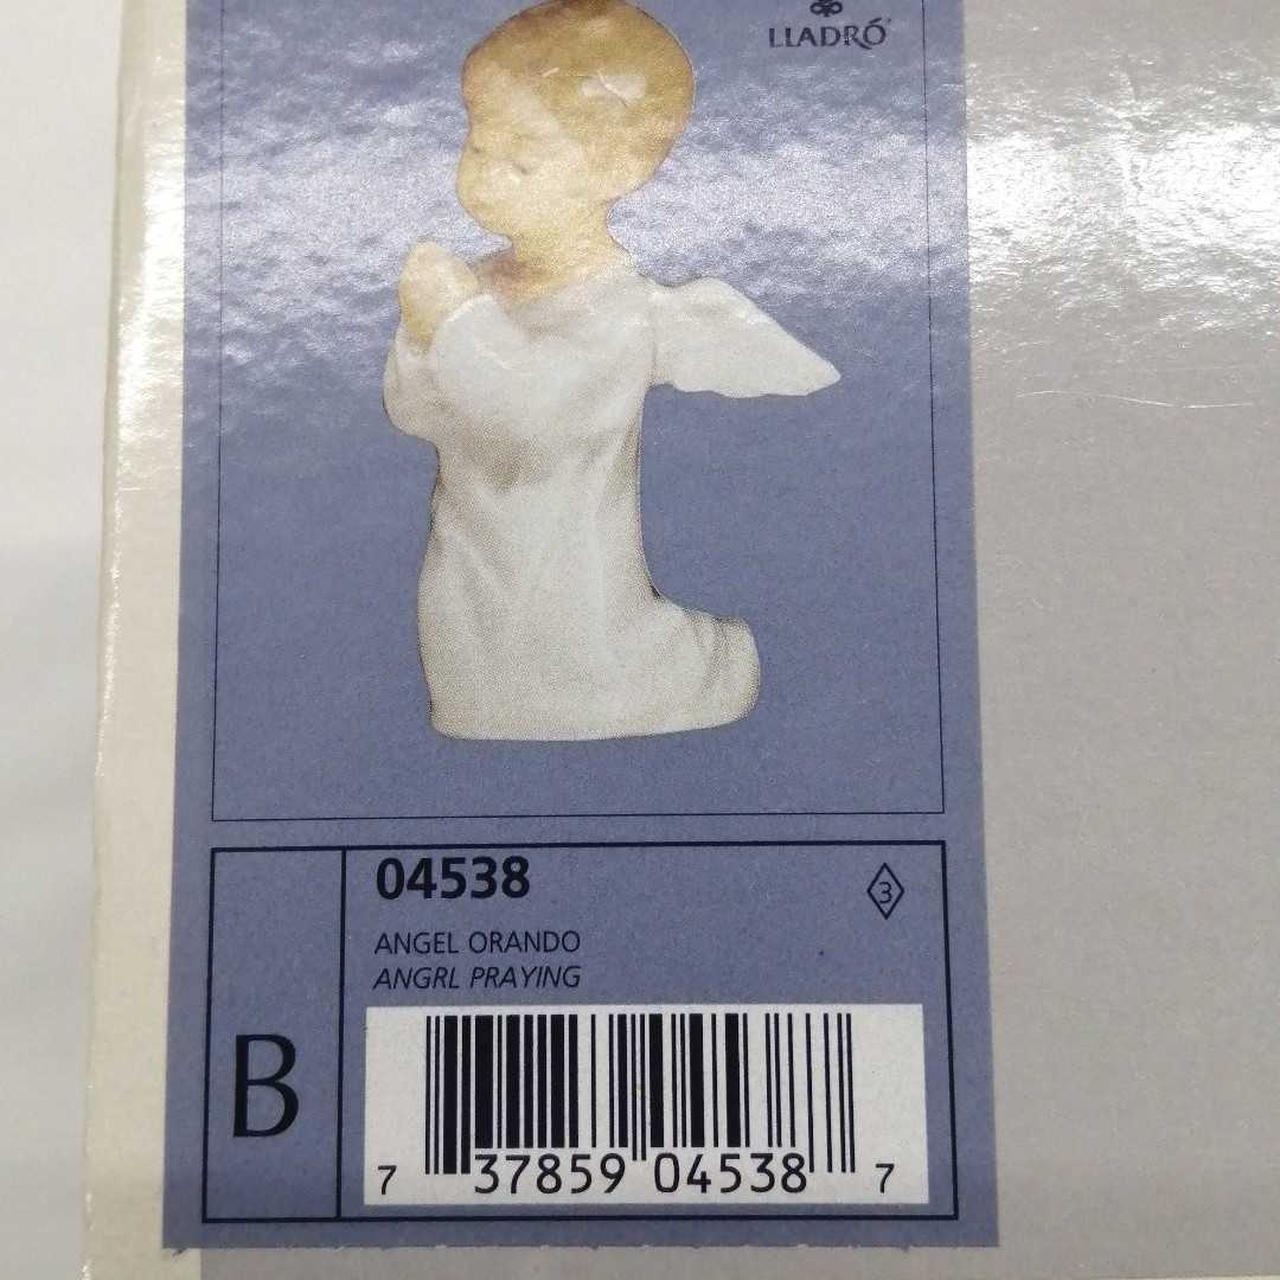 LLADRÓ
04538
3
ANGEL ORANDO
ANGRL PRAYING
B
7 37859 04538 7